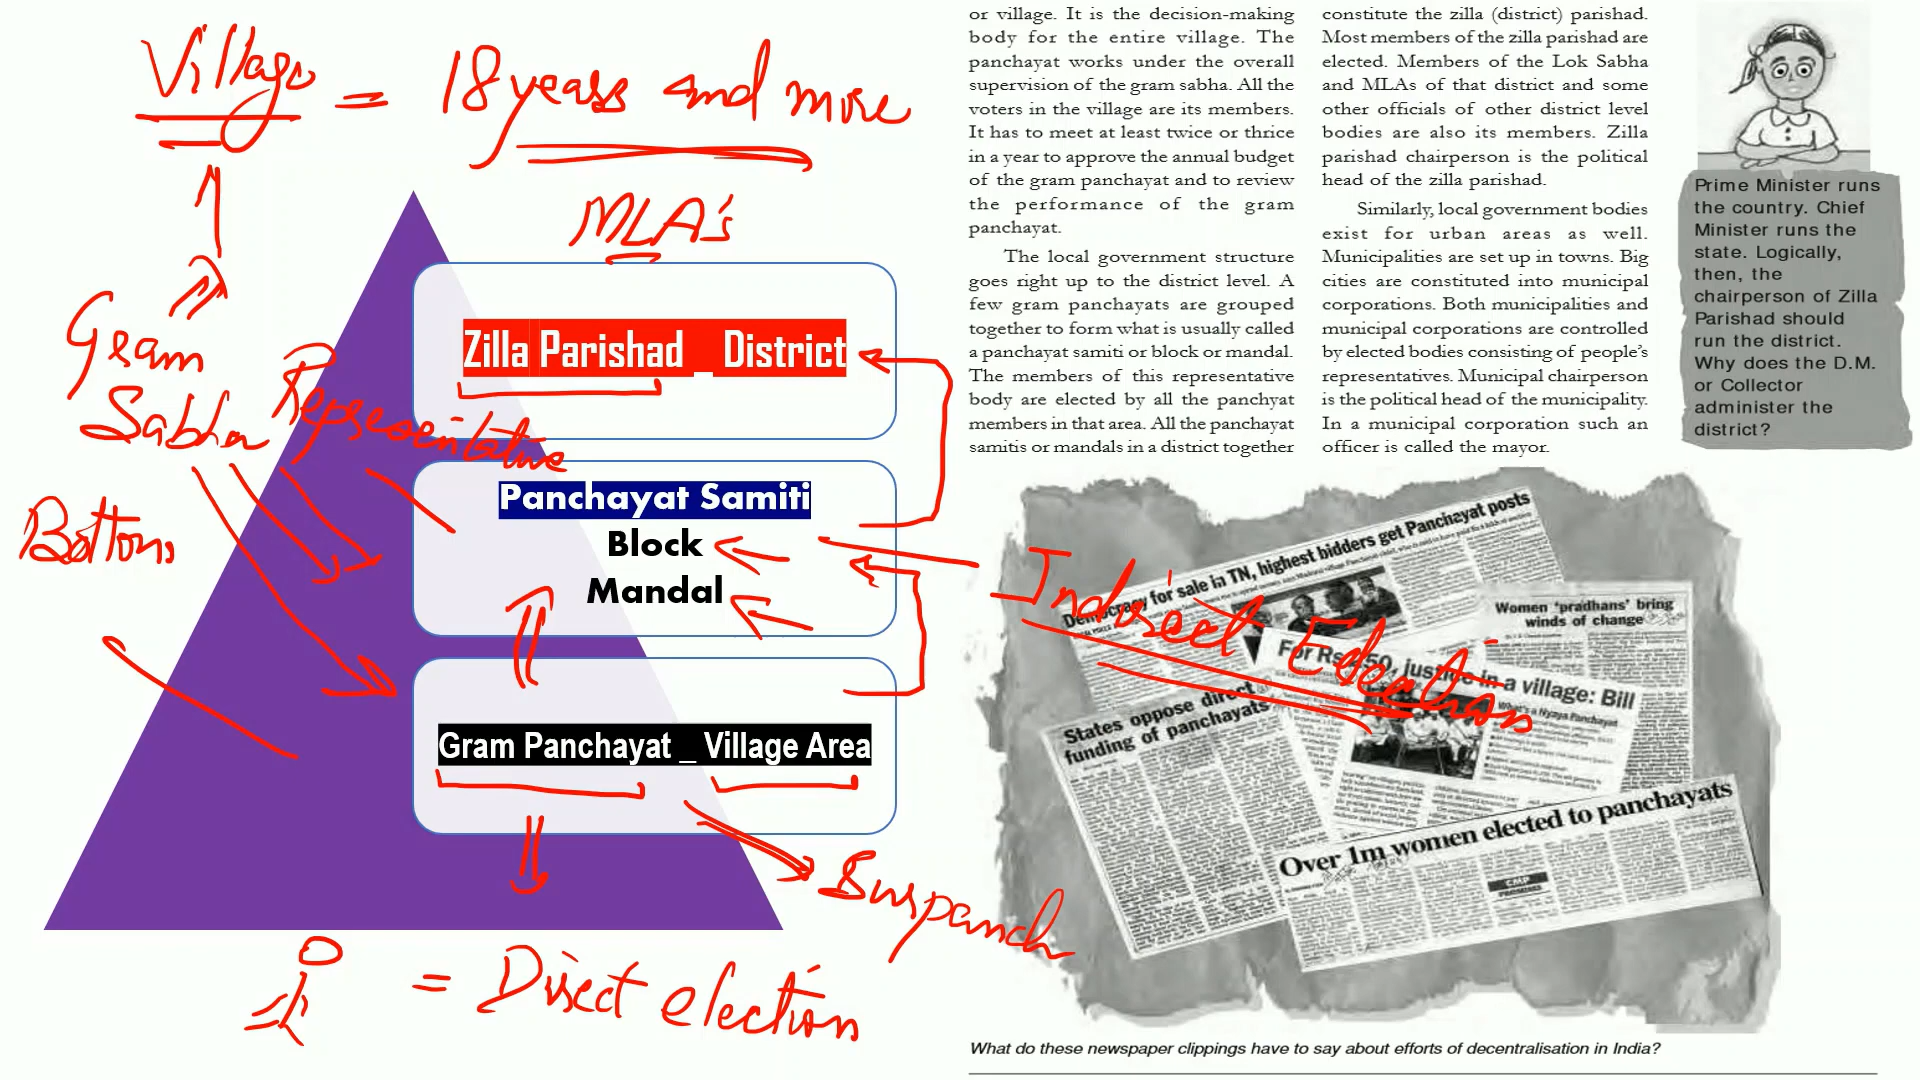 Village = 18 years and more
MLA's
Gram
Sabha
Representative
Bottom
Zilla Parishad _ District
Panchayat Samiti
Block
Mandal
Gram Panchayat _ Village Area
Surpanch
= Direct election
Indirect Election
or village. It is the decision-making
body for the entire village. The
panchayat works under the overall
supervision of the gram sabha. All the
voters in the village are its members.
It has to meet at least twice or thrice
in a year to approve the annual budget
of the gram panchayat and to review
the performance of the gram
panchayat.
The local government structure
goes right up to the district level. A
few gram panchayats are grouped
together to form what is usually called
a panchayat samiti or block or mandal.
The members of this representative
body are elected by all the panchyat
members in that area. All the panchayat
samitis or mandals in a district together
constitute the zilla (district) parishad.
Most members of the zilla parishad are
elected. Members of the Lok Sabha
and MLAs of that district and some
other officials of other district level
bodies are also its members. Zilla
parishad chairperson is the political
head of the zilla parishad.
Similarly, local government bodies
exist for urban areas as well.
Municipalities are set up in towns. Big
cities are constituted into municipal
corporations. Both municipalities and
municipal corporations are controlled
by elected bodies consisting of people's
representatives. Municipal chairperson
is the political head of the municipality.
In a municipal corporation such an
officer is called the mayor.
Prime Minister runs
the country. Chief
Minister runs the
state. Logically,
then, the
chairperson of Zilla
Parishad should
run the district.
Why does the D.M.
or Collector
administer the
district?
Democracy for sale in TN, highest bidders get Panchayat posts
Women 'pradhans' bring
winds of change
For Rs 250, justice in a village: Bill
What's a Nyaya Panchayat
States oppose direct
funding of panchayats
Over 1m women elected to panchayats
What do these newspaper clippings have to say about efforts of decentralisation in India?